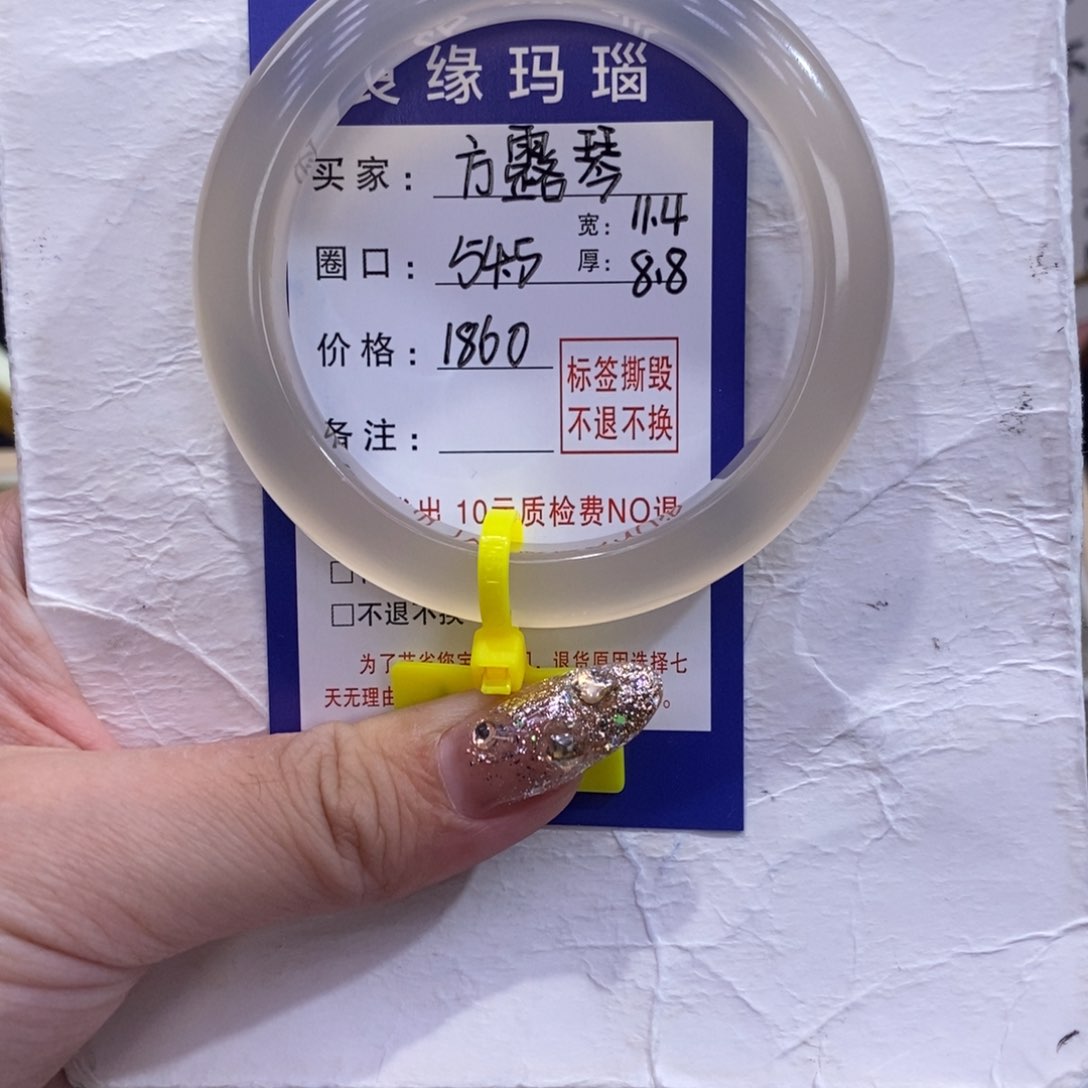 缘玛瑙
买家：方露琴
宽：11.4
圈口：54.5
厚：8.8
价格：1860
标签撕毁
不退不换
备注：
出 10元质检费NO退
□
□不退不换
为了节省您宝 退货原因选择七
天无理由